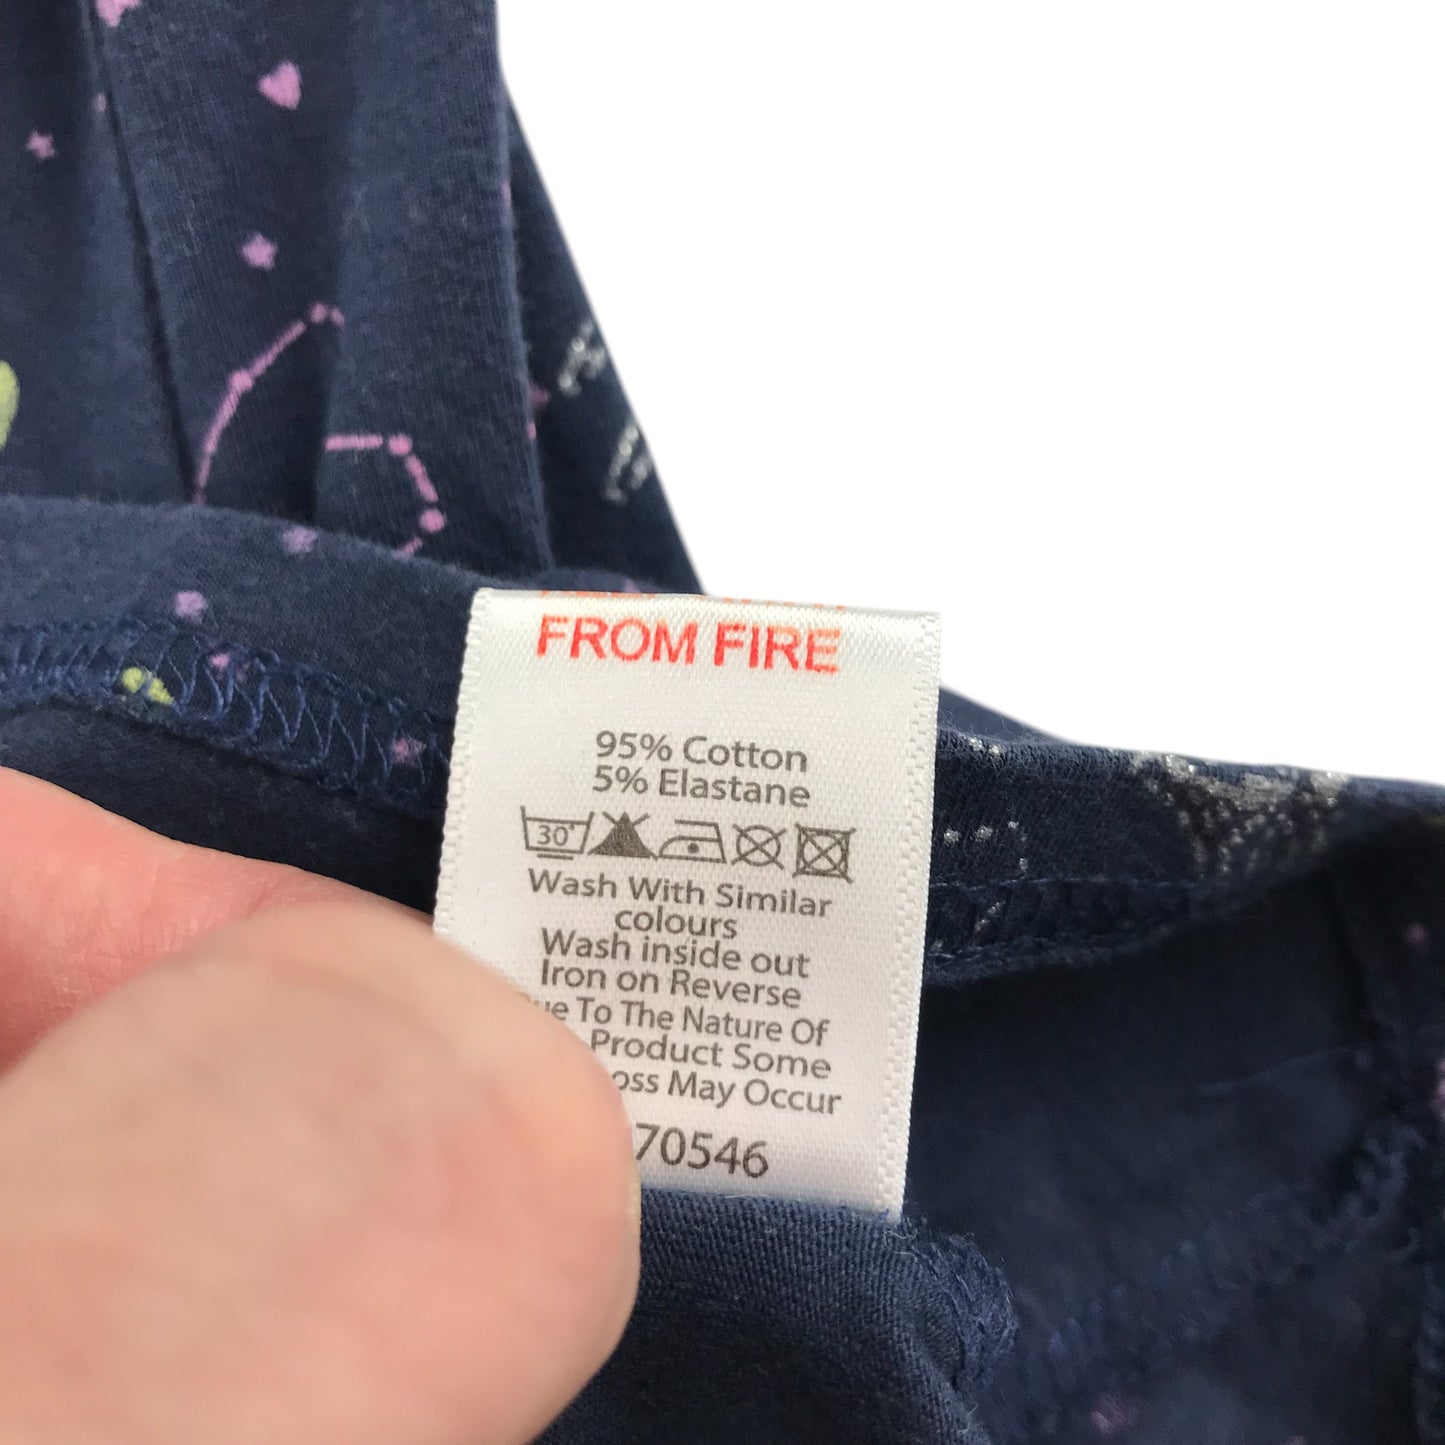 FROM FIRE
95% Cotton
5% Elastane
30°
Wash With Similar
colours
Wash inside out
Iron on Reverse
To The Nature Of
Product Some
May Occur
70546